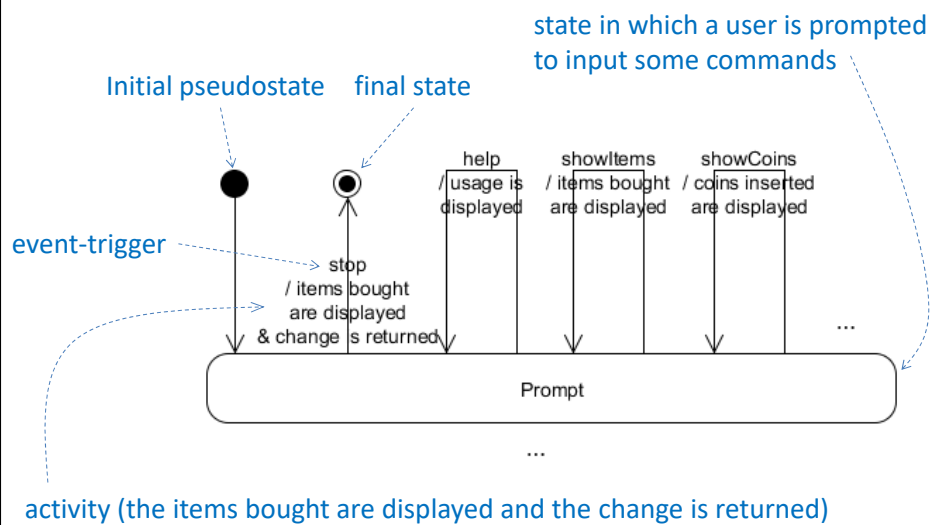 state in which a user is prompted
to input some commands
Initial pseudostate
final state
help
/ usage is
displayed
showItems
/ items bought
are displayed
showCoins
/ coins inserted
are displayed
event-trigger
stop
/ items bought
are displayed
& change is returned
...
Prompt
...
activity (the items bought are displayed and the change is returned)